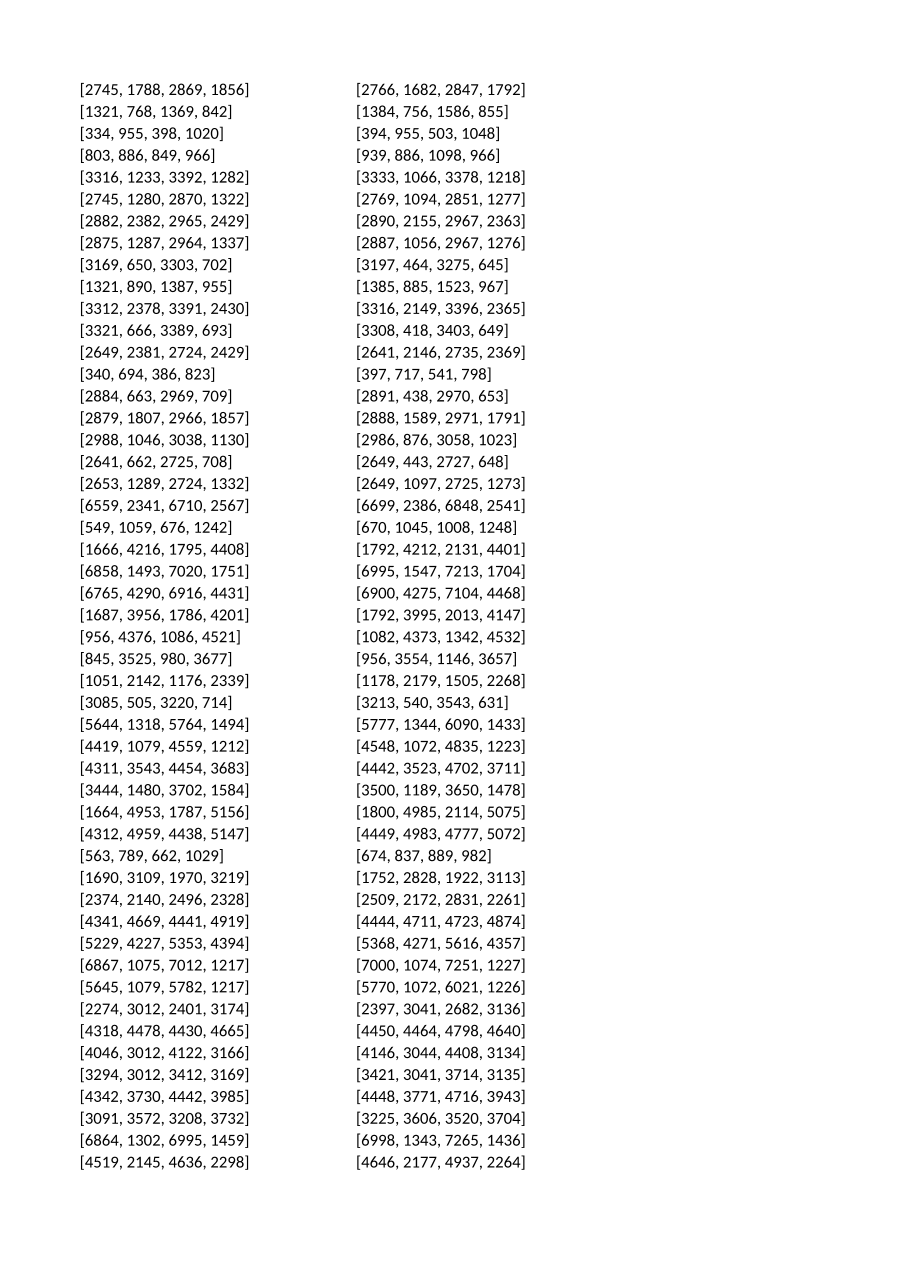 [2745, 1788, 2869, 1856] [2766, 1682, 2847, 1792]
[1321, 768, 1369, 842] [1384, 756, 1586, 855]
[334, 955, 398, 1020] [394, 955, 503, 1048]
[803, 886, 849, 966] [939, 886, 1098, 966]
[3316, 1233, 3392, 1282] [3333, 1066, 3378, 1218]
[2745, 1280, 2870, 1322] [2769, 1094, 2851, 1277]
[2882, 2382, 2965, 2429] [2890, 2155, 2967, 2363]
[2875, 1287, 2964, 1337] [2887, 1056, 2967, 1276]
[3169, 650, 3303, 702] [3197, 464, 3275, 645]
[1321, 890, 1387, 955] [1385, 885, 1523, 967]
[3312, 2378, 3391, 2430] [3316, 2149, 3396, 2365]
[3321, 666, 3389, 693] [3308, 418, 3403, 649]
[2649, 2381, 2724, 2429] [2641, 2146, 2735, 2369]
[340, 694, 386, 823] [397, 717, 541, 798]
[2884, 663, 2969, 709] [2891, 438, 2970, 653]
[2879, 1807, 2966, 1857] [2888, 1589, 2971, 1791]
[2988, 1046, 3038, 1130] [2986, 876, 3058, 1023]
[2641, 662, 2725, 708] [2649, 443, 2727, 648]
[2653, 1289, 2724, 1332] [2649, 1097, 2725, 1273]
[6559, 2341, 6710, 2567] [6699, 2386, 6848, 2541]
[549, 1059, 676, 1242] [670, 1045, 1008, 1248]
[1666, 4216, 1795, 4408] [1792, 4212, 2131, 4401]
[6858, 1493, 7020, 1751] [6995, 1547, 7213, 1704]
[6765, 4290, 6916, 4431] [6900, 4275, 7104, 4468]
[1687, 3956, 1786, 4201] [1792, 3995, 2013, 4147]
[956, 4376, 1086, 4521] [1082, 4373, 1342, 4532]
[845, 3525, 980, 3677] [956, 3554, 1146, 3657]
[1051, 2142, 1176, 2339] [1178, 2179, 1505, 2268]
[3085, 505, 3220, 714] [3213, 540, 3543, 631]
[5644, 1318, 5764, 1494] [5777, 1344, 6090, 1433]
[4419, 1079, 4559, 1212] [4548, 1072, 4835, 1223]
[4311, 3543, 4454, 3683] [4442, 3523, 4702, 3711]
[3444, 1480, 3702, 1584] [3500, 1189, 3650, 1478]
[1664, 4953, 1787, 5156] [1800, 4985, 2114, 5075]
[4312, 4959, 4438, 5147] [4449, 4983, 4777, 5072]
[563, 789, 662, 1029] [674, 837, 889, 982]
[1690, 3109, 1970, 3219] [1752, 2828, 1922, 3113]
[2374, 2140, 2496, 2328] [2509, 2172, 2831, 2261]
[4341, 4669, 4441, 4919] [4444, 4711, 4723, 4874]
[5229, 4227, 5353, 4394] [5368, 4271, 5616, 4357]
[6867, 1075, 7012, 1217] [7000, 1074, 7251, 1227]
[5645, 1079, 5782, 1217] [5770, 1072, 6021, 1226]
[2274, 3012, 2401, 3174] [2397, 3041, 2682, 3136]
[4318, 4478, 4430, 4665] [4450, 4464, 4798, 4640]
[4046, 3012, 4122, 3166] [4146, 3044, 4408, 3134]
[3294, 3012, 3412, 3169] [3421, 3041, 3714, 3135]
[4342, 3730, 4442, 3985] [4448, 3771, 4716, 3943]
[3091, 3572, 3208, 3732] [3225, 3606, 3520, 3704]
[6864, 1302, 6995, 1459] [6998, 1343, 7265, 1436]
[4519, 2145, 4636, 2298] [4646, 2177, 4937, 2264]